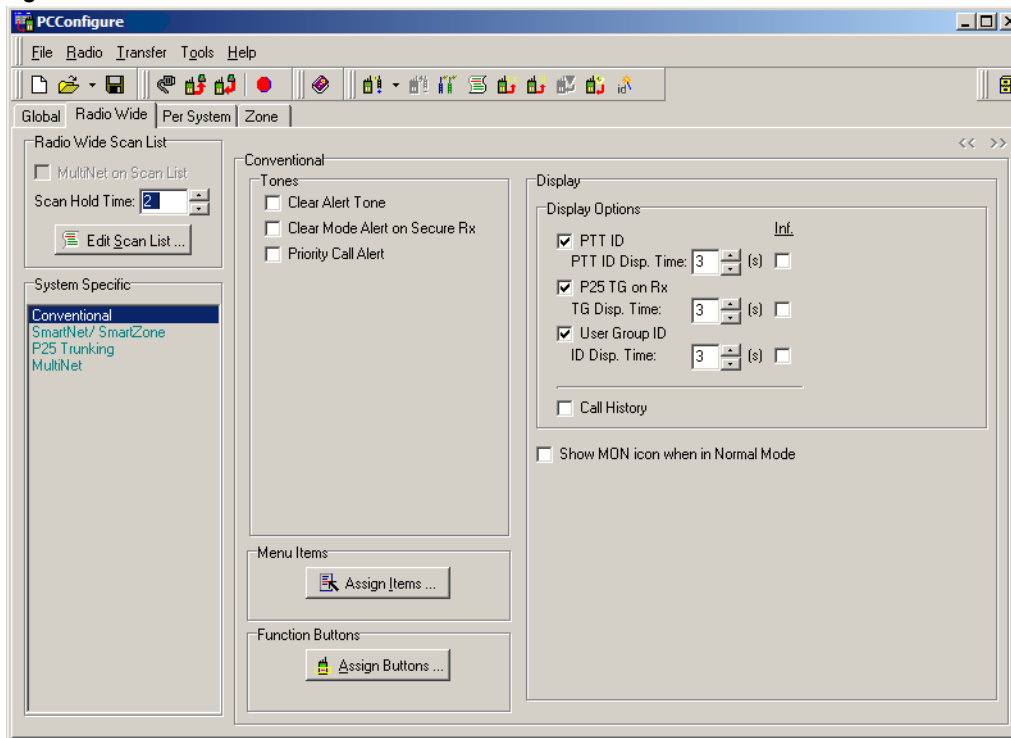 PCConfigure
File Radio Transfer Tools Help
id
Global Radio Wide Per System Zone
Radio Wide Scan List
MultiNet on Scan List
Scan Hold Time: 2
Edit Scan List ...
System Specific
Conventional
SmartNet/ SmartZone
P25 Trunking
MultiNet
<< >>
Conventional
Tones
Clear Alert Tone
Clear Mode Alert on Secure Rx
Priority Call Alert
Menu Items
Assign Items ...
Function Buttons
Assign Buttons ...
Display
Display Options
Inf.
PTT ID
PTT ID Disp. Time: 3 (s)
P25 TG on Rx
TG Disp. Time: 3 (s)
User Group ID
ID Disp. Time: 3 (s)
Call History
Show MON icon when in Normal Mode